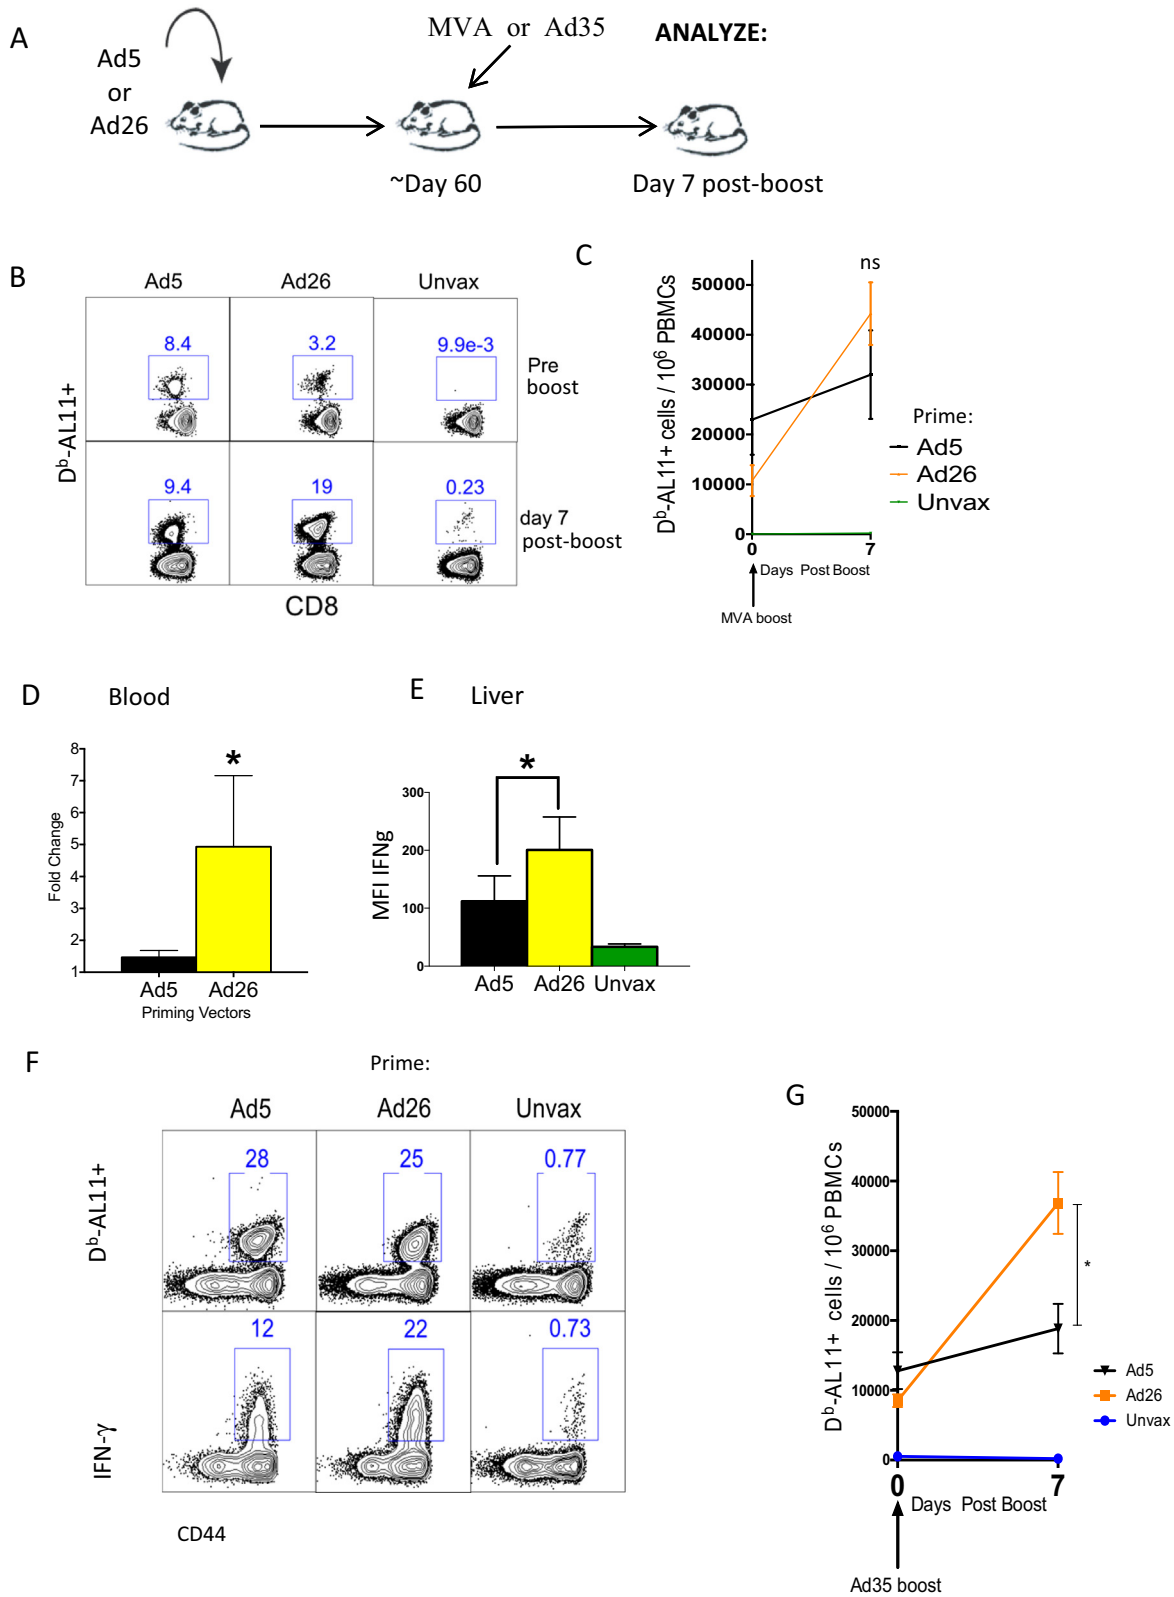 A
Ad5
or
Ad26
MVA or Ad35
ANALYZE:
~Day 60
Day 7 post-boost
B
Ad5
Ad26
Unvax
8.4
3.2
9.9e-3
Pre
boost
9.4
19
0.23
day 7
post-boost
Dᵇ-AL11+
CD8
C
ns
50000
40000
30000
20000
10000
0
0
7
Dᵇ-AL11+ cells / 10⁶ PBMCs
Days Post Boost
MVA boost
Prime:
Ad5
Ad26
Unvax
D
Blood
*
8
7
6
5
4
3
2
1
Fold Change
Ad5
Ad26
Priming Vectors
E
Liver
*
300
200
100
0
MFI IFNg
Ad5
Ad26
Unvax
F
Prime:
Ad5
Ad26
Unvax
28
25
0.77
12
22
0.73
Dᵇ-AL11+
IFN-γ
CD44
G
50000
40000
30000
20000
10000
0
0
7
*
Dᵇ-AL11+ cells / 10⁶ PBMCs
Days Post Boost
Ad35 boost
Ad5
Ad26
Unvax